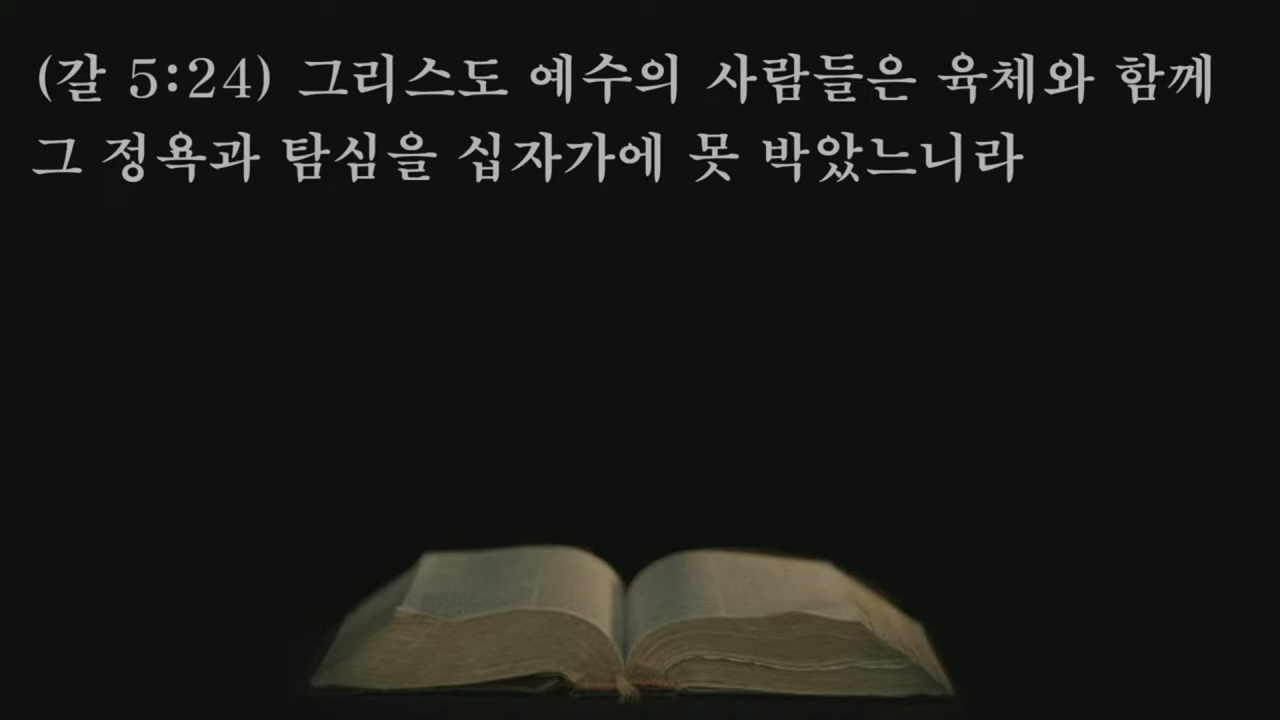 (갈 5:24) 그리스도 예수의 사람들은 육체와 함께
그 정욕과 탐심을 십자가에 못 박았느니라